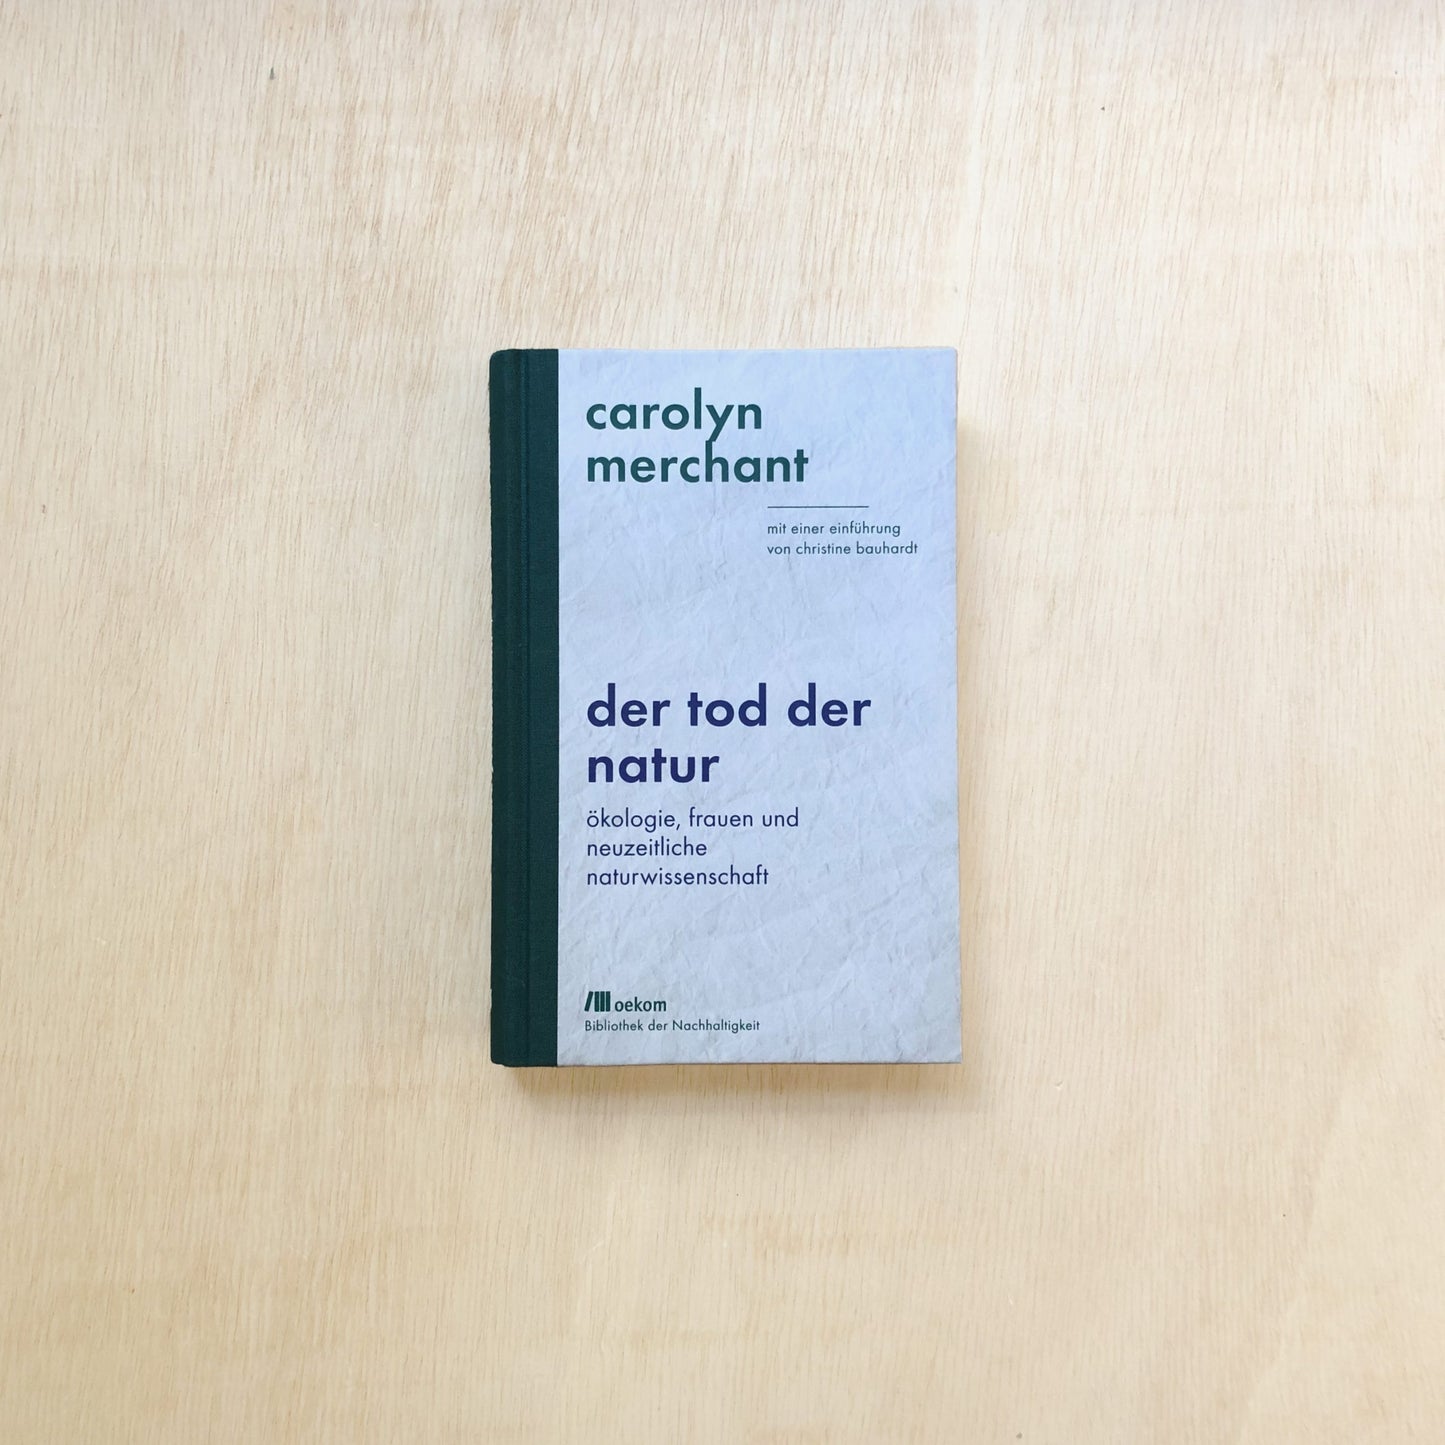 carolyn
merchant
mit einer einführung
von christine bauhardt
der tod der
natur
ökologie, frauen und
neuzeitliche
naturwissenschaft
oekom
Bibliothek der Nachhaltigkeit